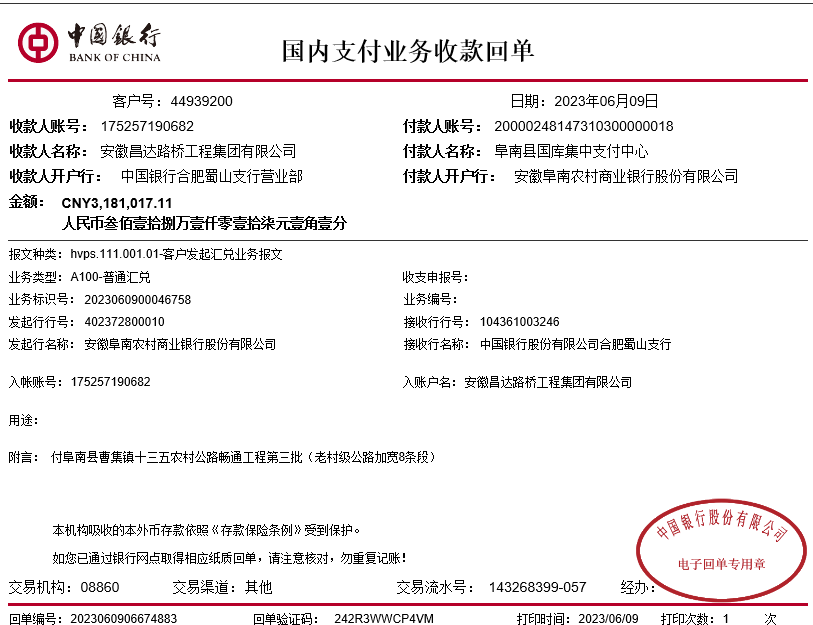 中国银行
BANK OF CHINA
国内支付业务收款回单
客户号：44939200 日期：2023年06月09日
收款人账号：175257190682 付款人账号：20000248147310300000018
收款人名称：安徽昌达路桥工程集团有限公司 付款人名称：阜南县国库集中支付中心
收款人开户行：中国银行合肥蜀山支行营业部 付款人开户行：安徽阜南农村商业银行股份有限公司
金额：CNY3,181,017.11
人民币叁佰壹拾捌万壹仟零壹拾柒元壹角壹分
报文种类：hvps.111.001.01-客户发起汇兑业务报文
业务类型：A100-普通汇兑 收支申报号：
业务标识号：2023060900046758 业务编号：
发起行行号：402372800010 接收行行号：104361003246
发起行名称：安徽阜南农村商业银行股份有限公司 接收行名称：中国银行股份有限公司合肥蜀山支行
入帐账号：175257190682 入账户名：安徽昌达路桥工程集团有限公司
用途：
附言：付阜南县曹集镇十三五农村公路畅通工程第三批（老村级公路加宽8条段）
本机构吸收的本外币存款依照《存款保险条例》受到保护。
如您已通过银行网点取得相应纸质回单，请注意核对，勿重复记账！
中国银行股份有限公司
电子回单专用章
交易机构：08860 交易渠道：其他 交易流水号：143268399-057 经办：
回单编号：2023060906674883 回单验证码：242R3WWCP4VM 打印时间：2023/06/09 打印次数：1 次